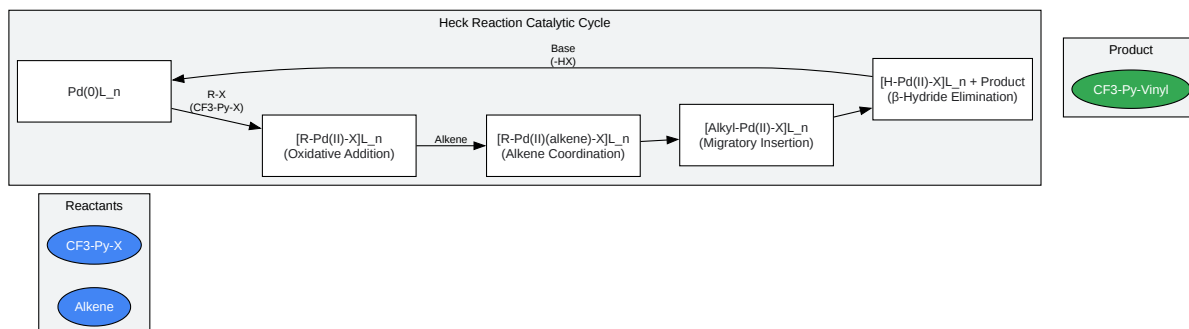 Heck Reaction Catalytic Cycle
Base
(-HX)
Pd(0)L_n
R-X
(CF3-Py-X)
[R-Pd(II)-X]L_n
(Oxidative Addition)
Alkene
[R-Pd(II)(alkene)-X]L_n
(Alkene Coordination)
[Alkyl-Pd(II)-X]L_n
(Migratory Insertion)
[H-Pd(II)-X]L_n + Product
(β-Hydride Elimination)
Product
CF3-Py-Vinyl
Reactants
CF3-Py-X
Alkene